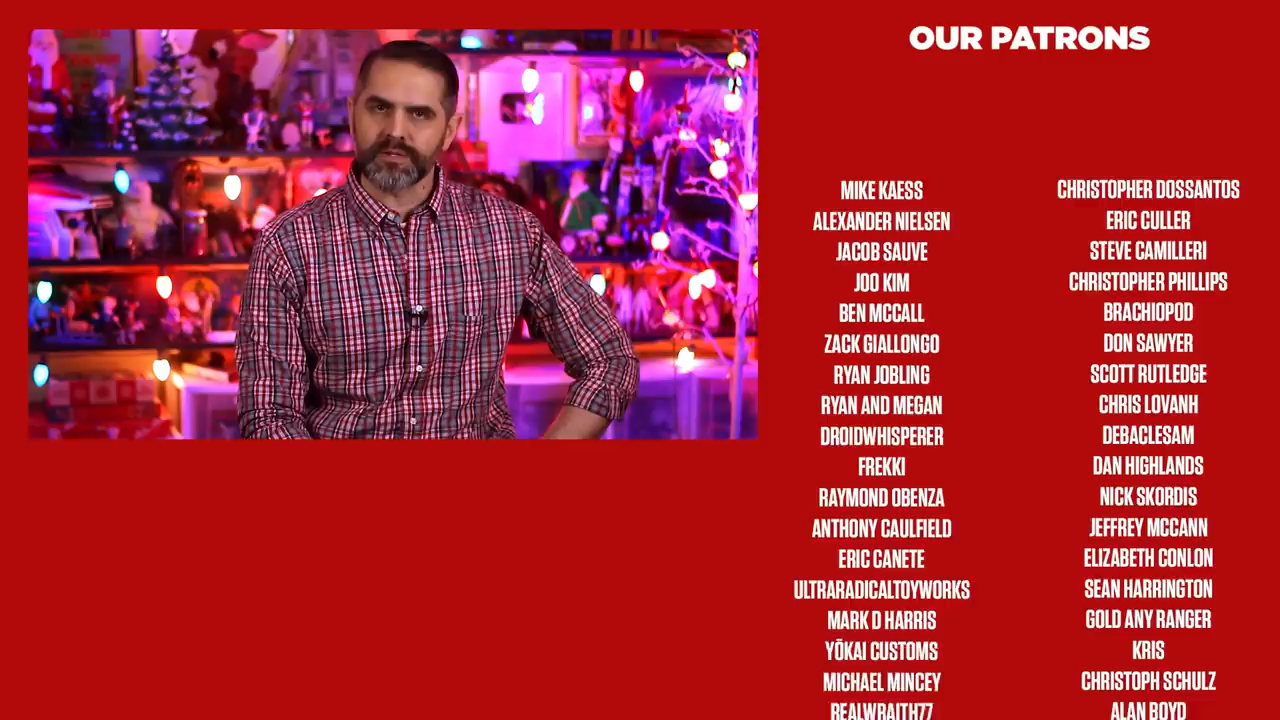 OUR PATRONS
MIKE KAESS
ALEXANDER NIELSEN
JACOB SAUVE
JOO KIM
BEN MCCALL
ZACK GIALLONGO
RYAN JOBLING
RYAN AND MEGAN
DROIDWHISPERER
FREKKI
RAYMOND OBENZA
ANTHONY CAULFIELD
ERIC CANETE
ULTRARADICALTOYWORKS
MARK D HARRIS
YŌKAI CUSTOMS
MICHAEL MINCEY
REALWRAITH77
CHRISTOPHER DOSSANTOS
ERIC CULLER
STEVE CAMILLERI
CHRISTOPHER PHILLIPS
BRACHIOPOD
DON SAWYER
SCOTT RUTLEDGE
CHRIS LOVANH
DEBACLESAM
DAN HIGHLANDS
NICK SKORDIS
JEFFREY MCCANN
ELIZABETH CONLON
SEAN HARRINGTON
GOLD ANY RANGER
KRIS
CHRISTOPH SCHULZ
ALAN BOYD